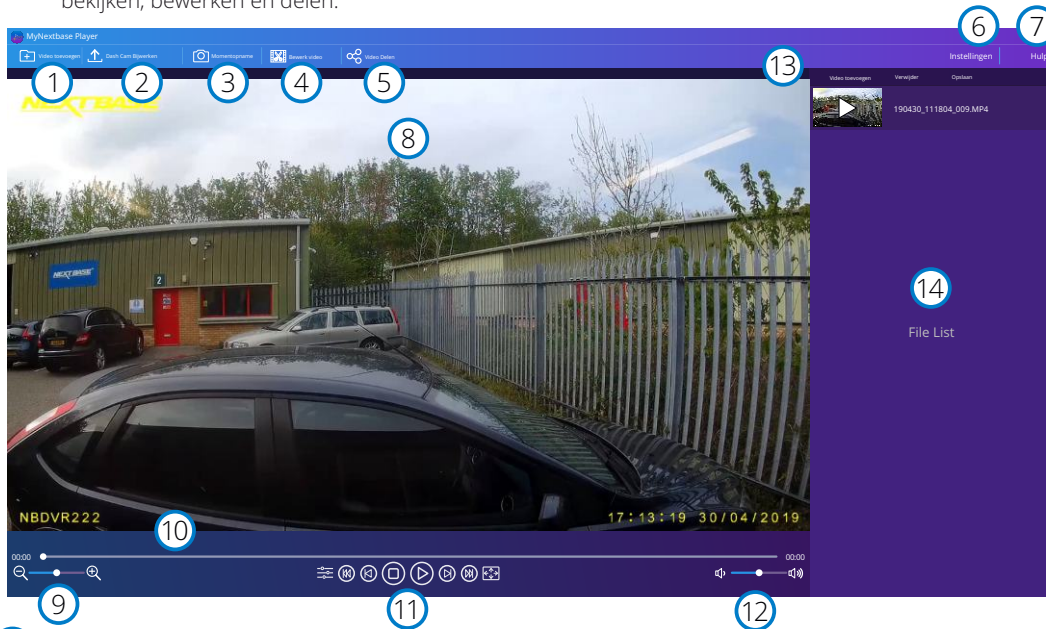 bekijken, bewerken en delen.
6 7
MyNextbase Player
Video toevoegen Dash Cam Bijwerken Momentopname Bewerk video Video Delen Instellingen Hulp
1 2 3 4 5 13
Video toevoegen Verwijder Opslaan
NEXTBASE
190430_111804_009.MP4
8
NEXTBASE
2
14
File List
NBDVR222
17:13:19 30/04/2019
10
00:00 00:00
9 11 12